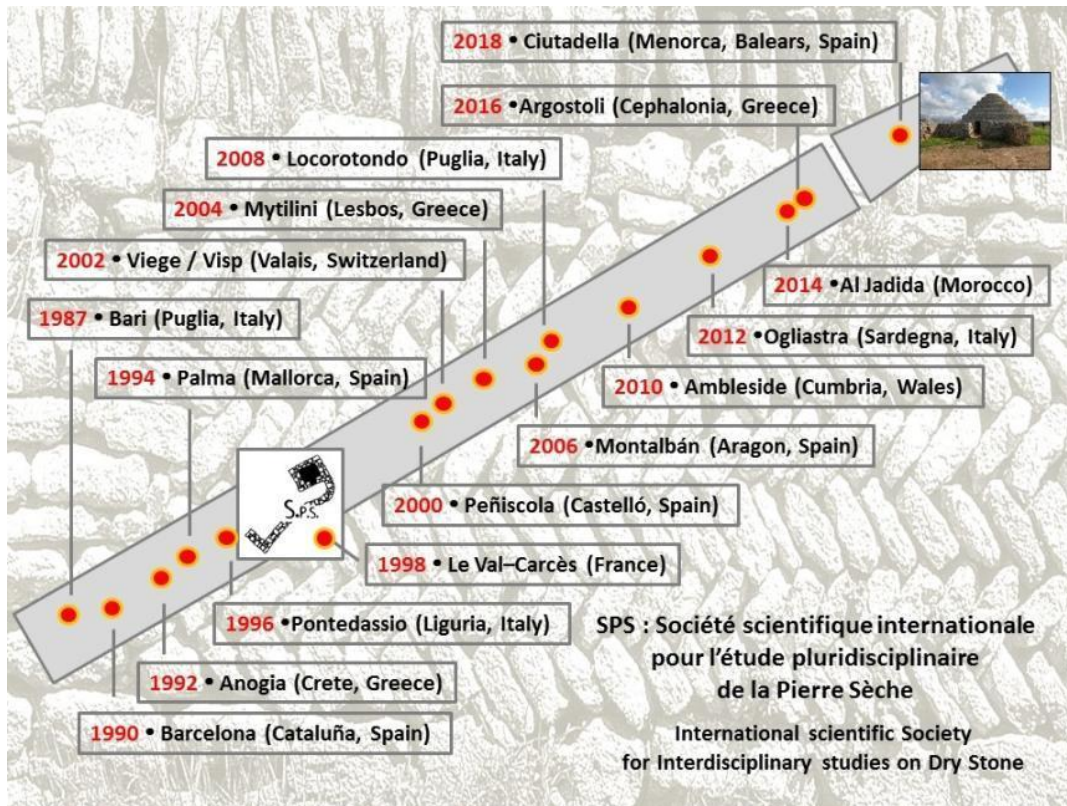 2018 • Ciutadella (Menorca, Balears, Spain)
2016 •Argostoli (Cephalonia, Greece)
2008 • Locorotondo (Puglia, Italy)
2004 • Mytilini (Lesbos, Greece)
2002 • Viege / Visp (Valais, Switzerland)
1987 • Bari (Puglia, Italy)
1994 • Palma (Mallorca, Spain)
2014 •Al Jadida (Morocco)
2012 •Ogliastra (Sardegna, Italy)
2010 • Ambleside (Cumbria, Wales)
2006 •Montalbán (Aragon, Spain)
2000 • Peñiscola (Castelló, Spain)
S.P.S.
1998 • Le Val–Carcès (France)
1996 •Pontedassio (Liguria, Italy)
1992 • Anogia (Crete, Greece)
1990 • Barcelona (Cataluña, Spain)
SPS : Société scientifique internationale
pour l’étude pluridisciplinaire
de la Pierre Sèche
International scientific Society
for Interdisciplinary studies on Dry Stone